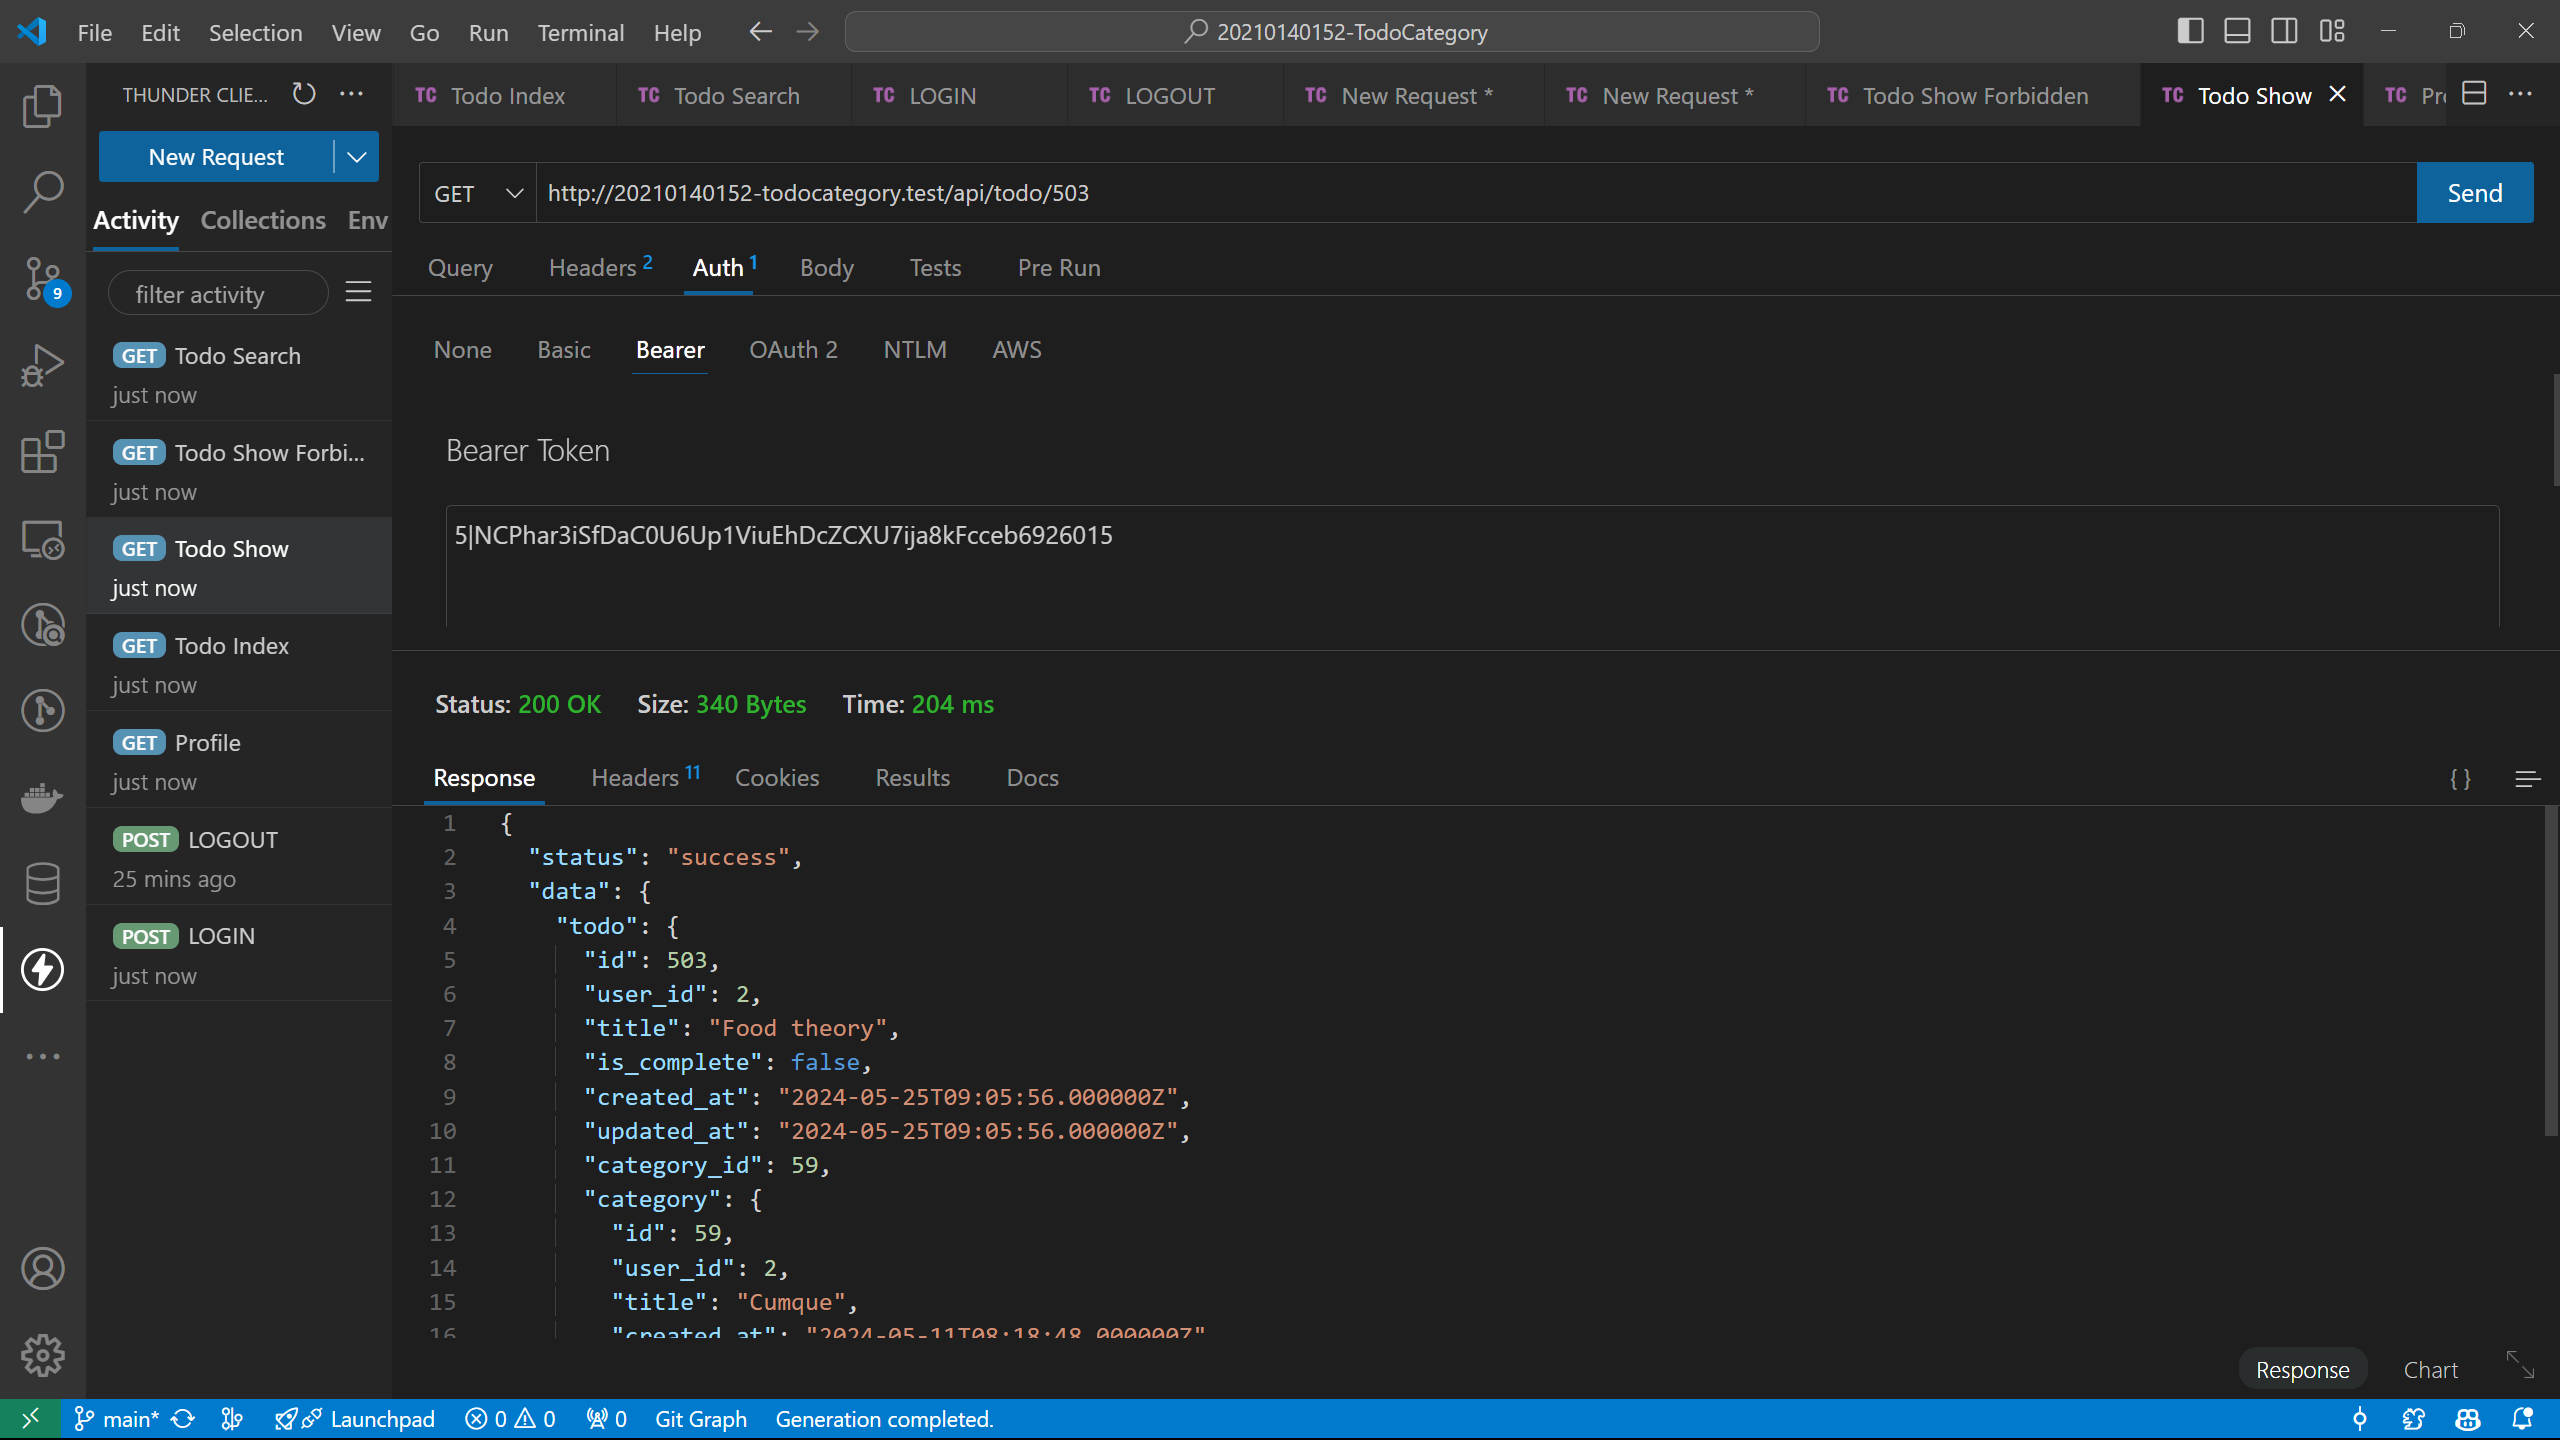 File Edit Selection View Go Run Terminal Help 20210140152-TodoCategory
THUNDER CLIE...
TC Todo Index TC Todo Search TC LOGIN TC LOGOUT TC New Request * TC New Request * TC Todo Show Forbidden TC Todo Show TC
New Request
Activity Collections Env
filter activity
9
GET Todo Search
just now
GET Todo Show Forbi...
just now
GET Todo Show
just now
GET Todo Index
just now
GET Profile
just now
POST LOGOUT
25 mins ago
POST LOGIN
just now
GET http://20210140152-todocategory.test/api/todo/503 Send
Query Headers 2 Auth 1 Body Tests Pre Run
None Basic Bearer OAuth 2 NTLM AWS
Bearer Token
5|NCPhar3iSfDaC0U6Up1ViuEhDcZCXU7ija8kFcceb6926015
Status: 200 OK Size: 340 Bytes Time: 204 ms
Response Headers 11 Cookies Results Docs { }
1 {
2 "status": "success",
3 "data": {
4 "todo": {
5 "id": 503,
6 "user_id": 2,
7 "title": "Food theory",
8 "is_complete": false,
9 "created_at": "2024-05-25T09:05:56.000000Z",
10 "updated_at": "2024-05-25T09:05:56.000000Z",
11 "category_id": 59,
12 "category": {
13 "id": 59,
14 "user_id": 2,
15 "title": "Cumque",
16 "created_at": "2024-05-11T08:18:48.000000Z"
Response Chart
main* Launchpad 0 0 0 Git Graph Generation completed.